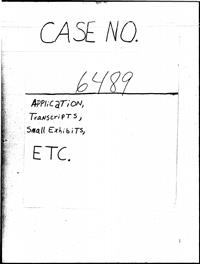 CASE NO.
6489
APPLICATION,
TRANSCRIPTS,
SMALL EXHIBITS,
ETC.